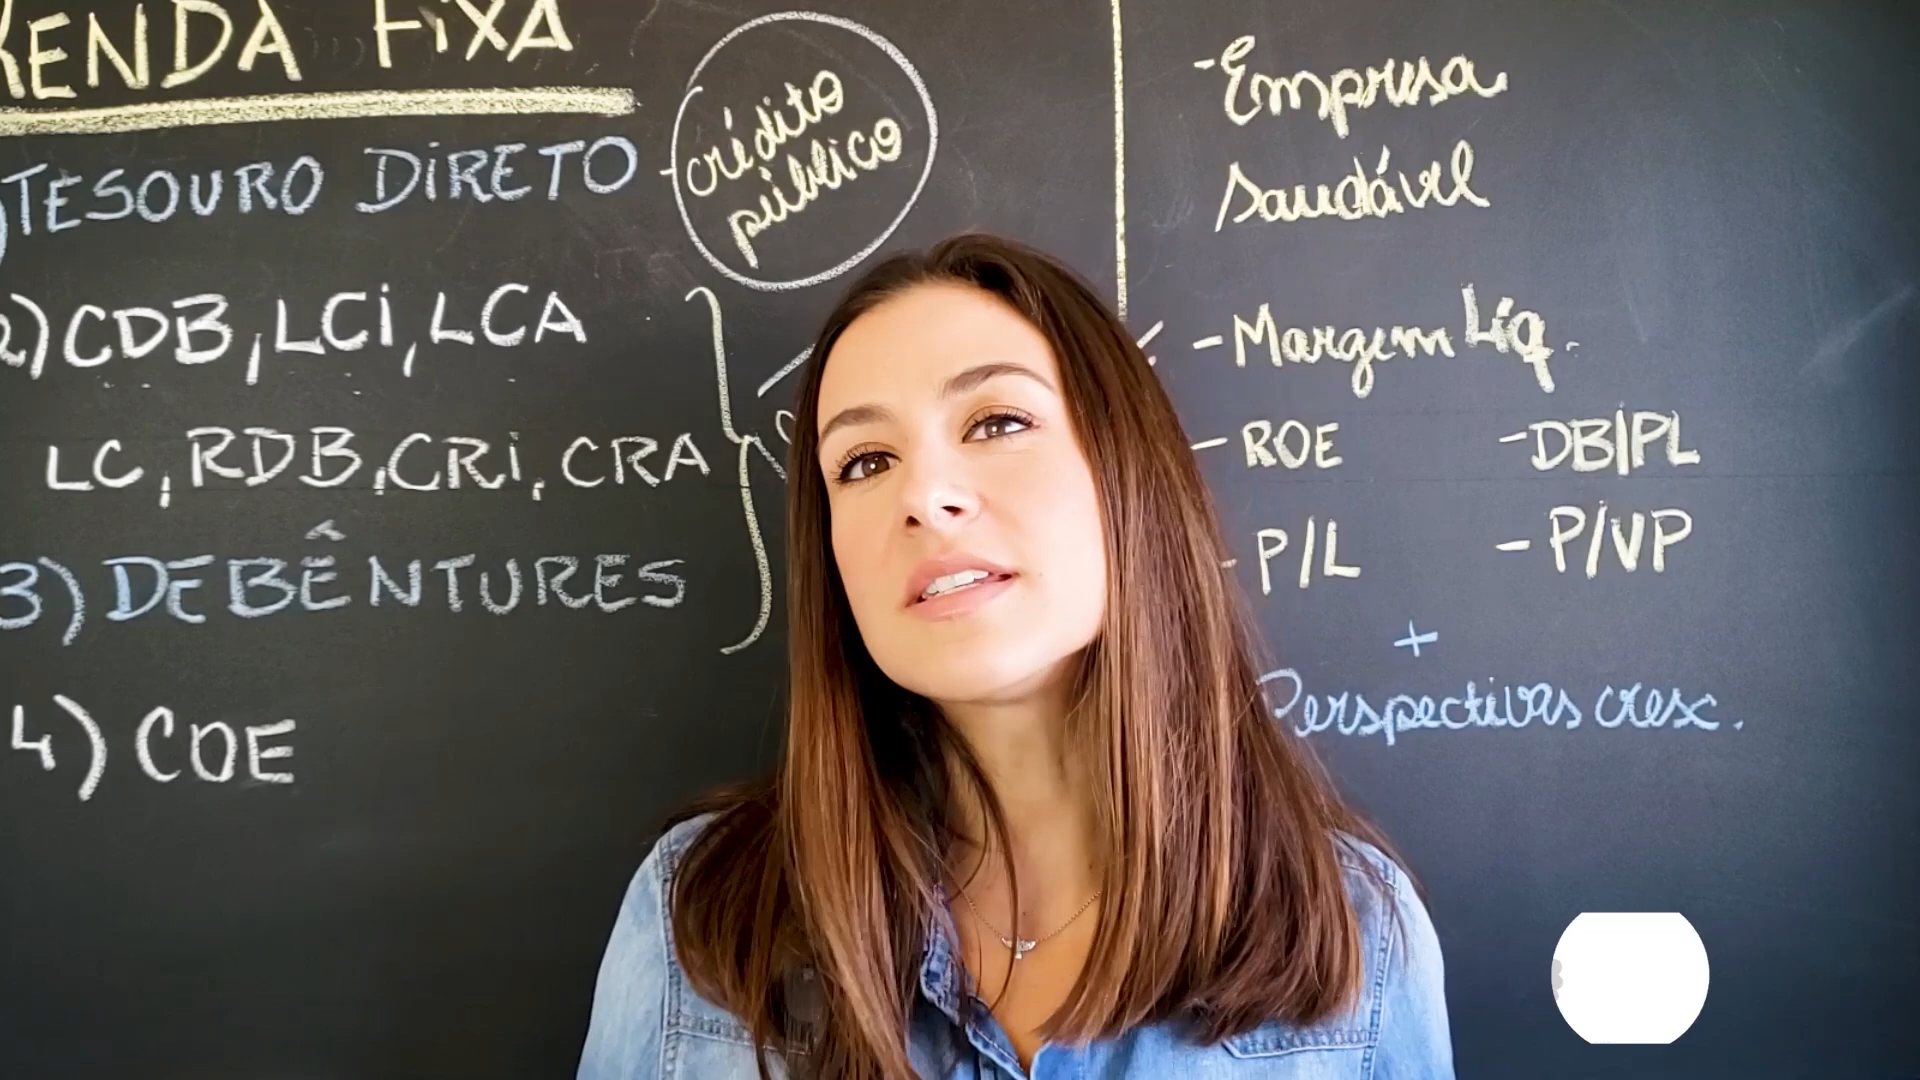 RENDA FiXA
1) TESOURO DiRETO - crédito
público
2) CDB, LCi, LCA
LC, RDB, CRi, CRA
3) DEBÊNTURES
4) COE
- Empresa
Saudável
- Margem Líq.
- ROE - DB/PL
- P/L - P/VP
+
Perspectivas cresc.